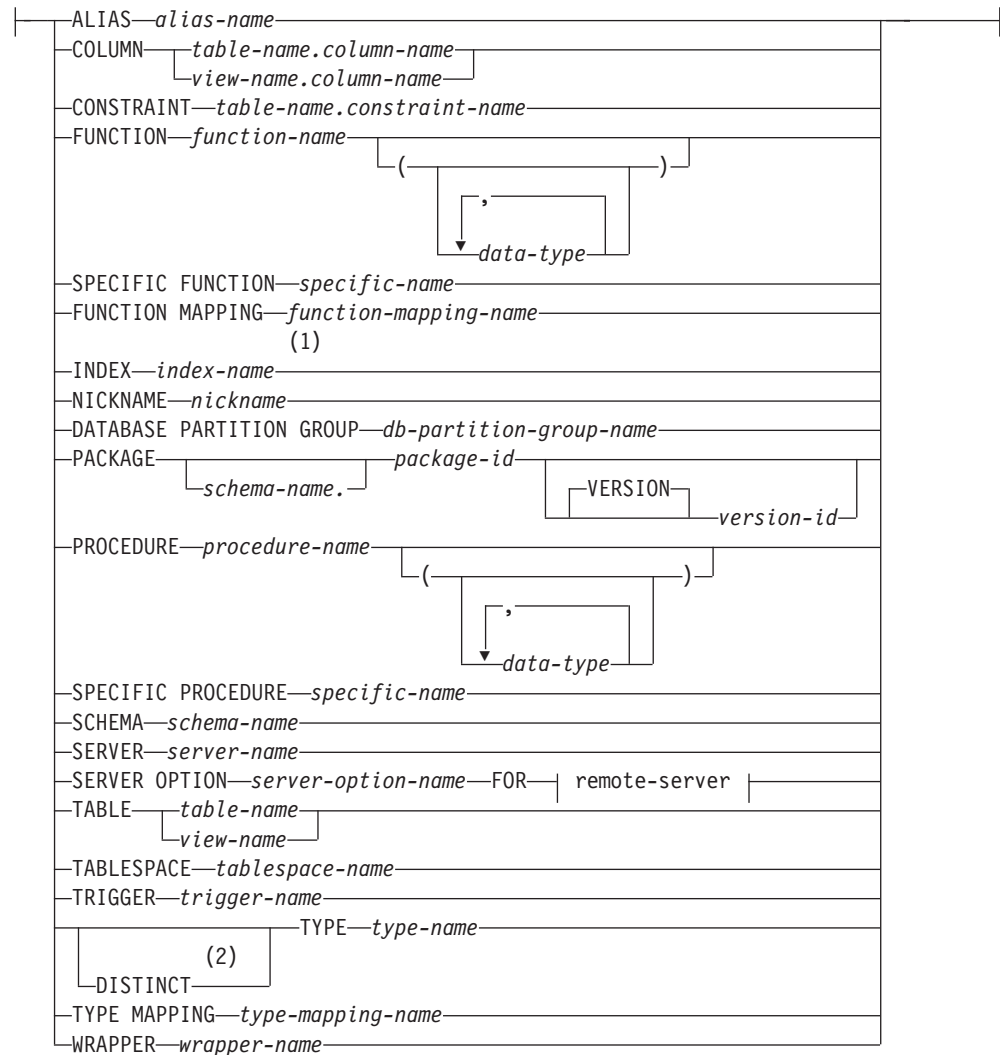 ALIAS alias-name
COLUMN table-name.column-name
view-name.column-name
CONSTRAINT table-name.constraint-name
FUNCTION function-name
( )
,
data-type
SPECIFIC FUNCTION specific-name
FUNCTION MAPPING function-mapping-name
(1)
INDEX index-name
NICKNAME nickname
DATABASE PARTITION GROUP db-partition-group-name
PACKAGE package-id
schema-name. VERSION
version-id
PROCEDURE procedure-name
( )
,
data-type
SPECIFIC PROCEDURE specific-name
SCHEMA schema-name
SERVER server-name
SERVER OPTION server-option-name FOR remote-server
TABLE table-name
view-name
TABLESPACE tablespace-name
TRIGGER trigger-name
TYPE type-name
(2)
DISTINCT
TYPE MAPPING type-mapping-name
WRAPPER wrapper-name